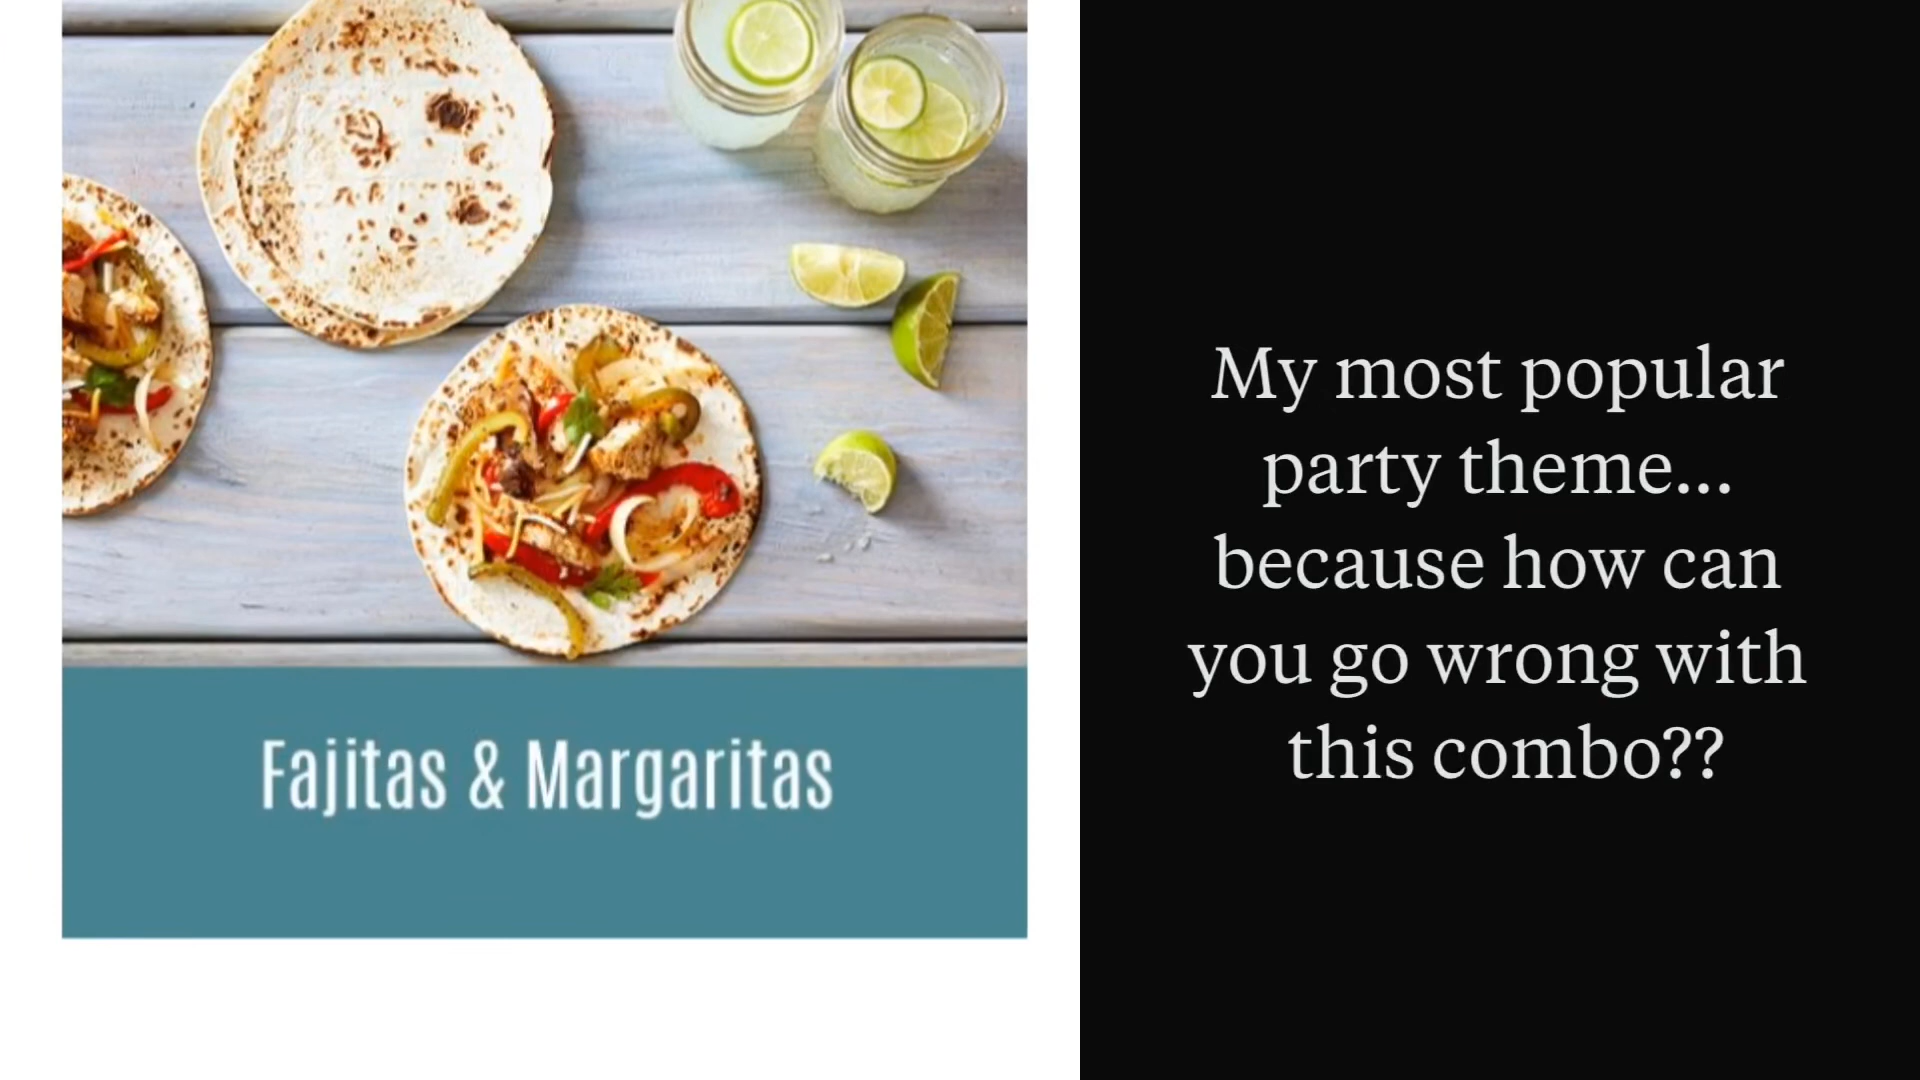 Fajitas & Margaritas
My most popular
party theme...
because how can
you go wrong with
this combo??